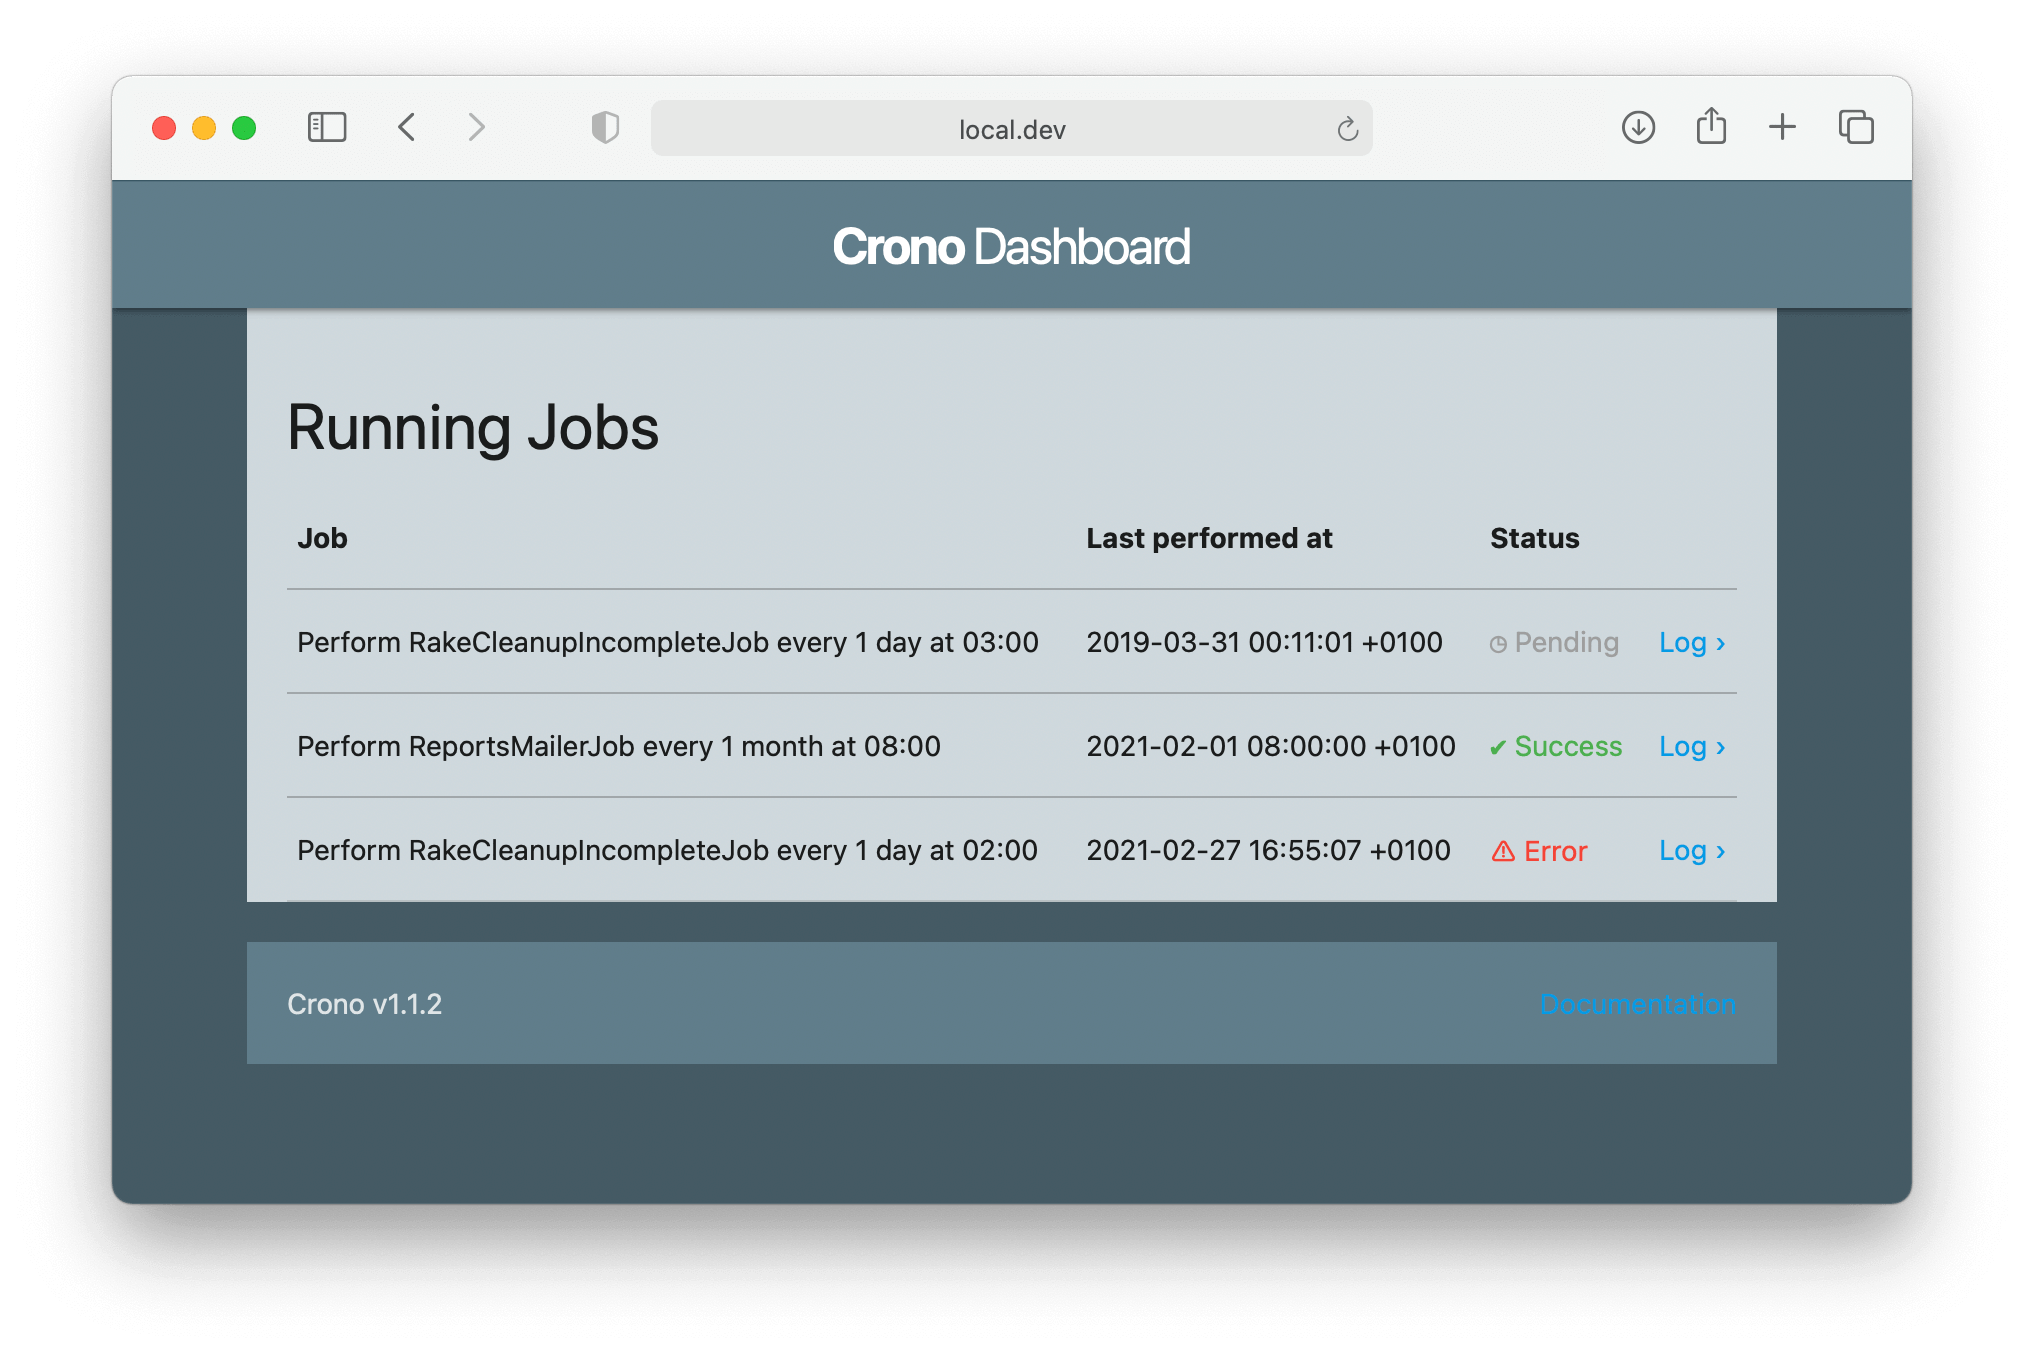 local.dev
Crono Dashboard
Running Jobs
Job Last performed at Status
Perform RakeCleanupIncompleteJob every 1 day at 03:00 2019-03-31 00:11:01 +0100 Pending Log ›
Perform ReportsMailerJob every 1 month at 08:00 2021-02-01 08:00:00 +0100 ✔ Success Log ›
Perform RakeCleanupIncompleteJob every 1 day at 02:00 2021-02-27 16:55:07 +0100 ⚠ Error Log ›
Crono v1.1.2 Documentation